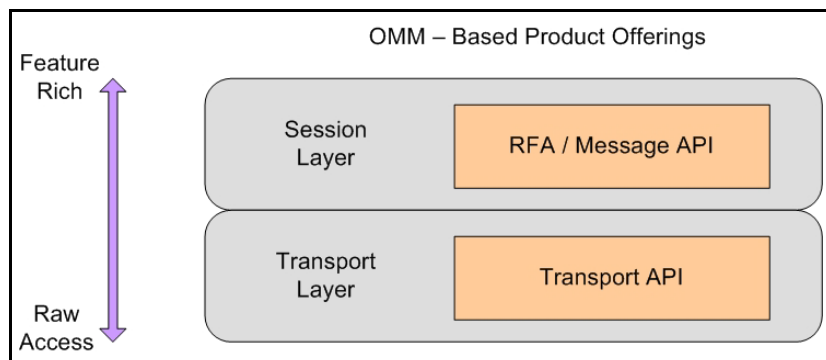 OMM – Based Product Offerings
Feature
Rich
Session
Layer
RFA / Message API
Transport
Layer
Transport API
Raw
Access